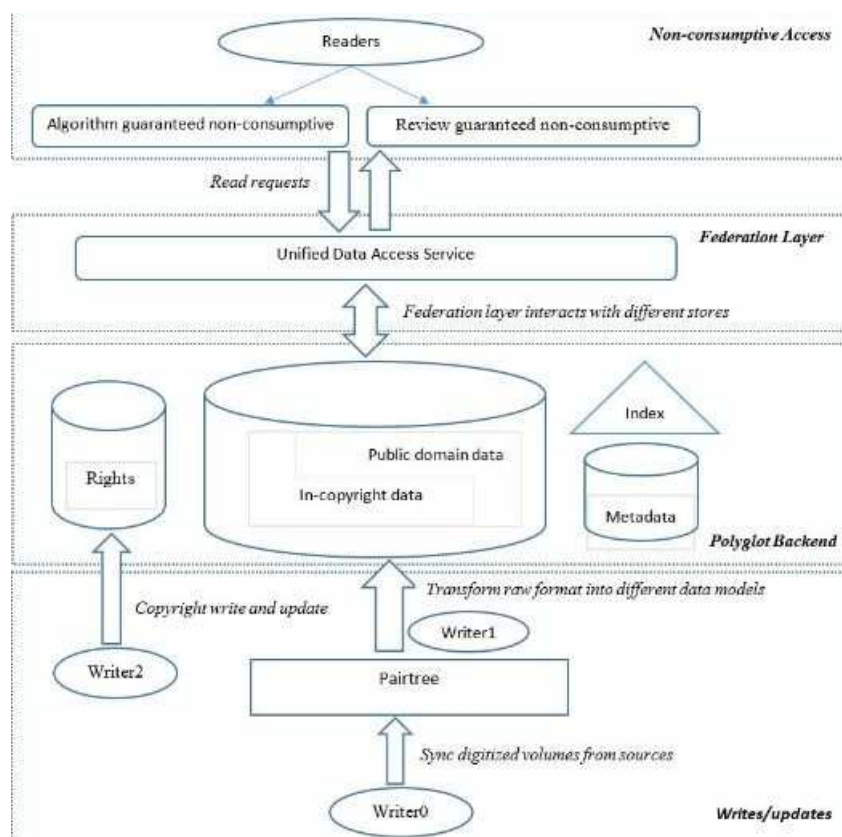 Readers
Non-consumptive Access
Algorithm guaranteed non-consumptive
Review guaranteed non-consumptive
Read requests
Federation Layer
Unified Data Access Service
Federation layer interacts with different stores
Index
Public domain data
Rights
In-copyright data
Metadata
Polyglot Backend
Transform raw format into different data models
Copyright write and update
Writer1
Writer2
Pairtree
Sync digitized volumes from sources
Writer0
Writes/updates